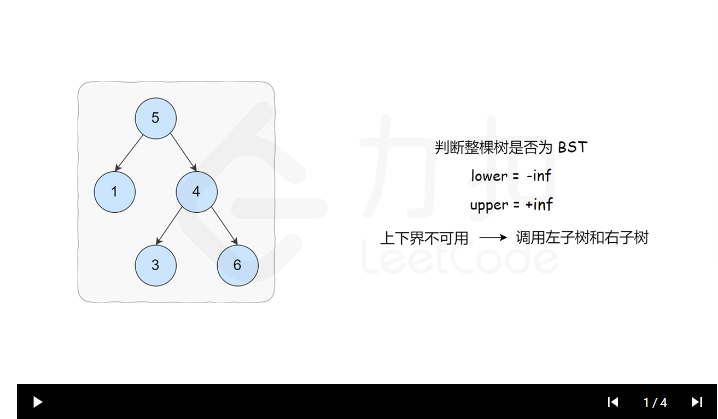 5
1
4
3
6
判断整棵树是否为 BST
lower = -inf
upper = +inf
上下界不可用 → 调用左子树和右子树
力扣
LeetCode
1 / 4